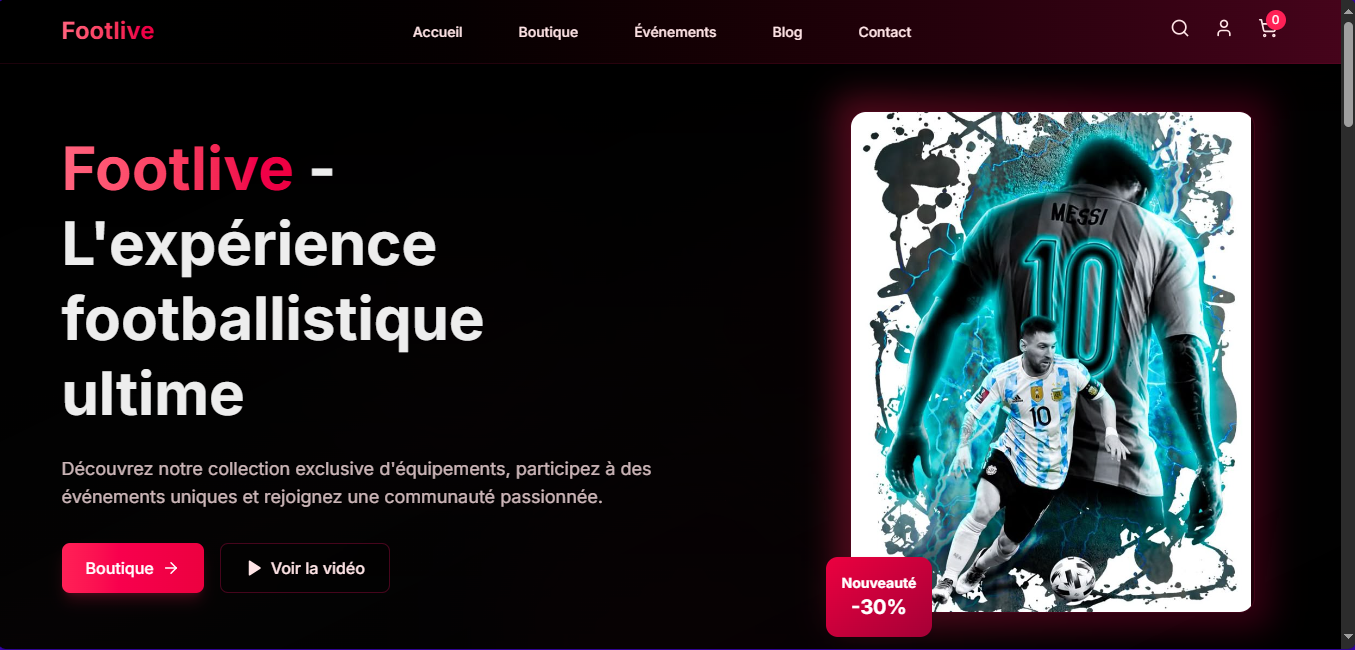 Footlive
Accueil
Boutique
Événements
Blog
Contact
0
Footlive -
L'expérience
footballistique
ultime
Découvrez notre collection exclusive d'équipements, participez à des
événements uniques et rejoignez une communauté passionnée.
Boutique
Voir la vidéo
MESSI
10
10
Nouveauté
-30%